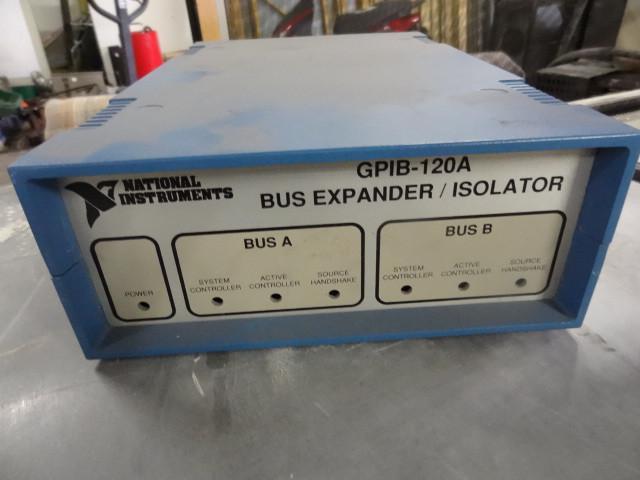 NATIONAL
INSTRUMENTS
GPIB-120A
BUS EXPANDER / ISOLATOR
POWER
BUS A
SYSTEM
CONTROLLER
ACTIVE
CONTROLLER
SOURCE
HANDSHAKE
BUS B
SYSTEM
CONTROLLER
ACTIVE
CONTROLLER
SOURCE
HANDSHAKE